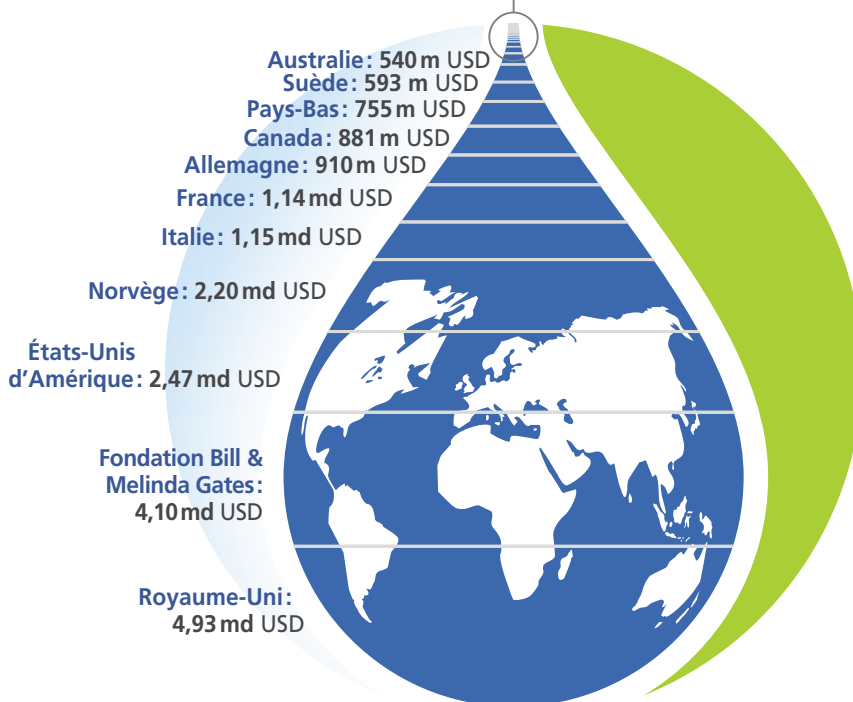 Australie: 540 m USD
Suède: 593 m USD
Pays-Bas: 755 m USD
Canada: 881 m USD
Allemagne: 910 m USD
France: 1,14 md USD
Italie: 1,15 md USD
Norvège: 2,20 md USD
États-Unis
d’Amérique: 2,47 md USD
Fondation Bill &
Melinda Gates:
4,10 md USD
Royaume-Uni:
4,93 md USD